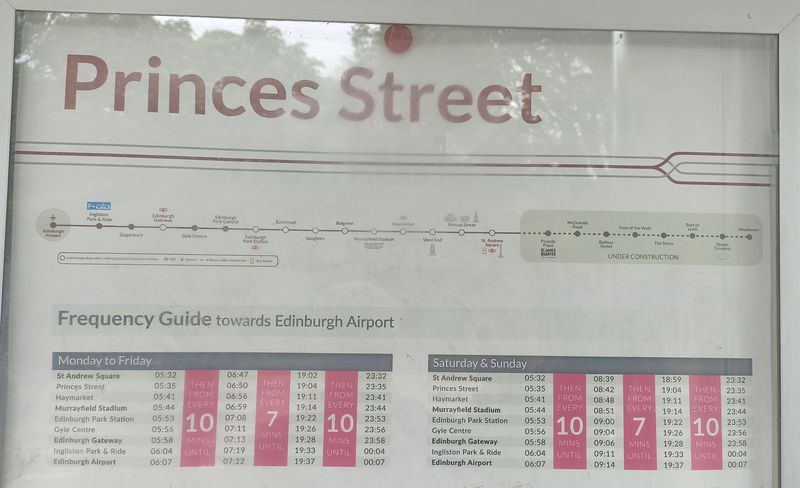 Princes Street
Edinburgh Airport
Ingliston Park & Ride
Gogarburn
Edinburgh Gateway
Gyle Centre
Edinburgh Park Central
Edinburgh Park Station
Bankhead
Saughton
Balgreen
Murrayfield Stadium
Haymarket
West End
Princes Street
St Andrew Square
Picardy Place
ST JAMES QUARTER
McDonald Road
Balfour Street
Foot of the Walk
The Shore
Port of Leith
Ocean Terminal
Newhaven
UNDER CONSTRUCTION
Frequency Guide towards Edinburgh Airport
Monday to Friday
St Andrew Square 05:32 06:47 19:02 23:32
Princes Street 05:35 06:50 19:04 23:35
Haymarket 05:41 06:56 19:11 23:41
Murrayfield Stadium 05:44 06:59 19:14 23:44
Edinburgh Park Station 05:53 07:08 19:22 23:53
Gyle Centre 05:56 07:11 19:26 23:56
Edinburgh Gateway 05:58 07:13 19:28 23:58
Ingliston Park & Ride 06:04 07:19 19:33 00:04
Edinburgh Airport 06:07 07:22 19:37 00:07
THEN FROM EVERY 10 MINS UNTIL
THEN FROM EVERY 7 MINS UNTIL
THEN FROM EVERY 10 MINS UNTIL
Saturday & Sunday
St Andrew Square 05:32 08:39 18:59 23:32
Princes Street 05:35 08:42 19:04 23:35
Haymarket 05:41 08:48 19:11 23:41
Murrayfield Stadium 05:44 08:51 19:14 23:44
Edinburgh Park Station 05:53 09:00 19:22 23:53
Gyle Centre 05:56 09:04 19:26 23:56
Edinburgh Gateway 05:58 09:06 19:28 23:58
Ingliston Park & Ride 06:04 09:11 19:33 00:04
Edinburgh Airport 06:07 09:14 19:37 00:07
THEN FROM EVERY 10 MINS UNTIL
THEN FROM EVERY 7 MINS UNTIL
THEN FROM EVERY 10 MINS UNTIL